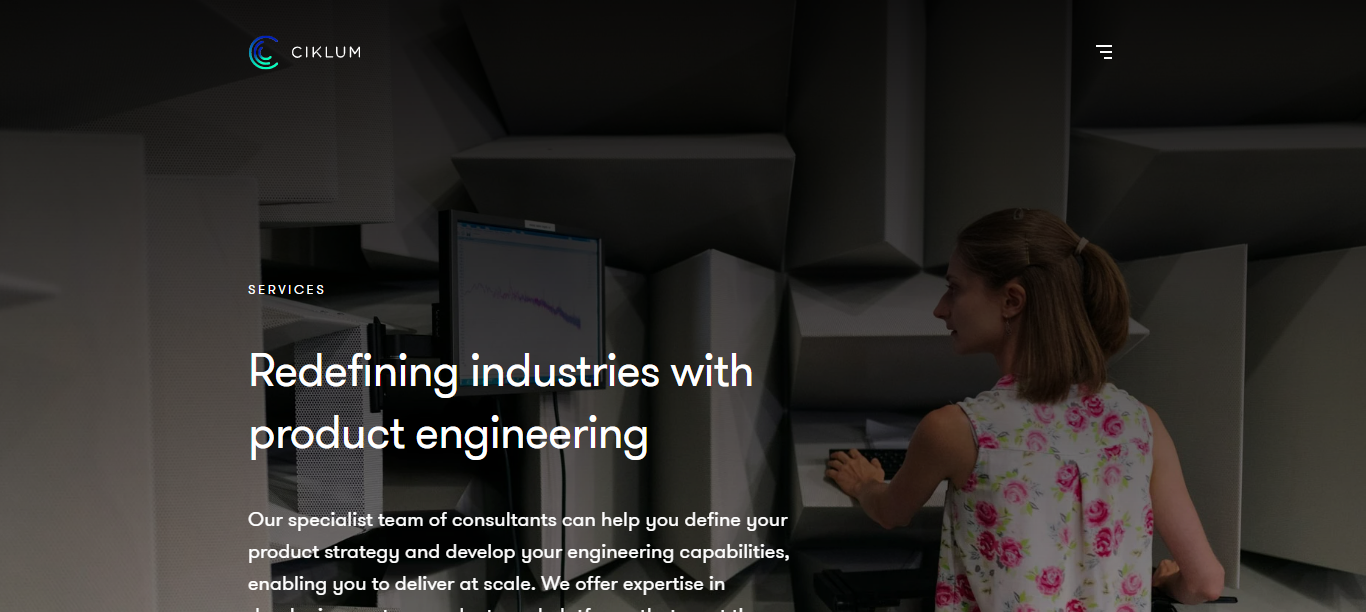 CIKLUM
SERVICES
Redefining industries with
product engineering
Our specialist team of consultants can help you define your
product strategy and develop your engineering capabilities,
enabling you to deliver at scale. We offer expertise in